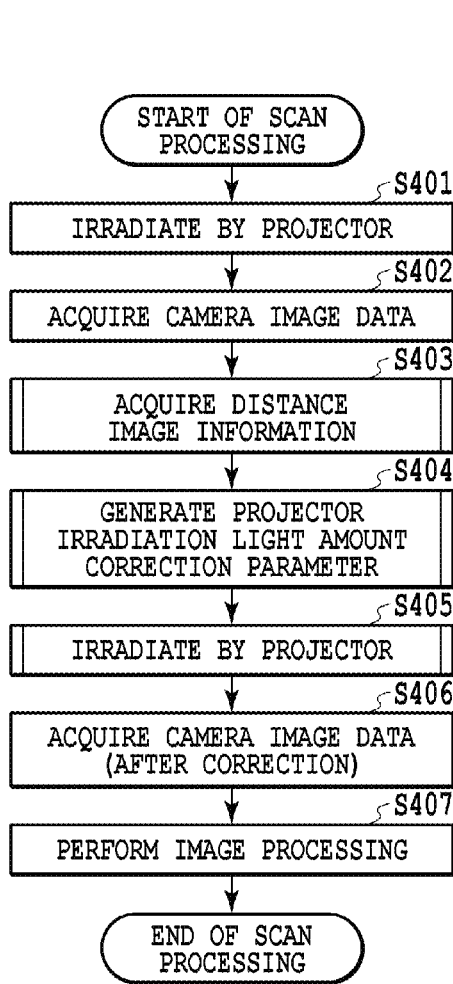 START OF SCAN
PROCESSING
S401
IRRADIATE BY PROJECTOR
S402
ACQUIRE CAMERA IMAGE DATA
S403
ACQUIRE DISTANCE
IMAGE INFORMATION
S404
GENERATE PROJECTOR
IRRADIATION LIGHT AMOUNT
CORRECTION PARAMETER
S405
IRRADIATE BY PROJECTOR
S406
ACQUIRE CAMERA IMAGE DATA
(AFTER CORRECTION)
S407
PERFORM IMAGE PROCESSING
END OF SCAN
PROCESSING